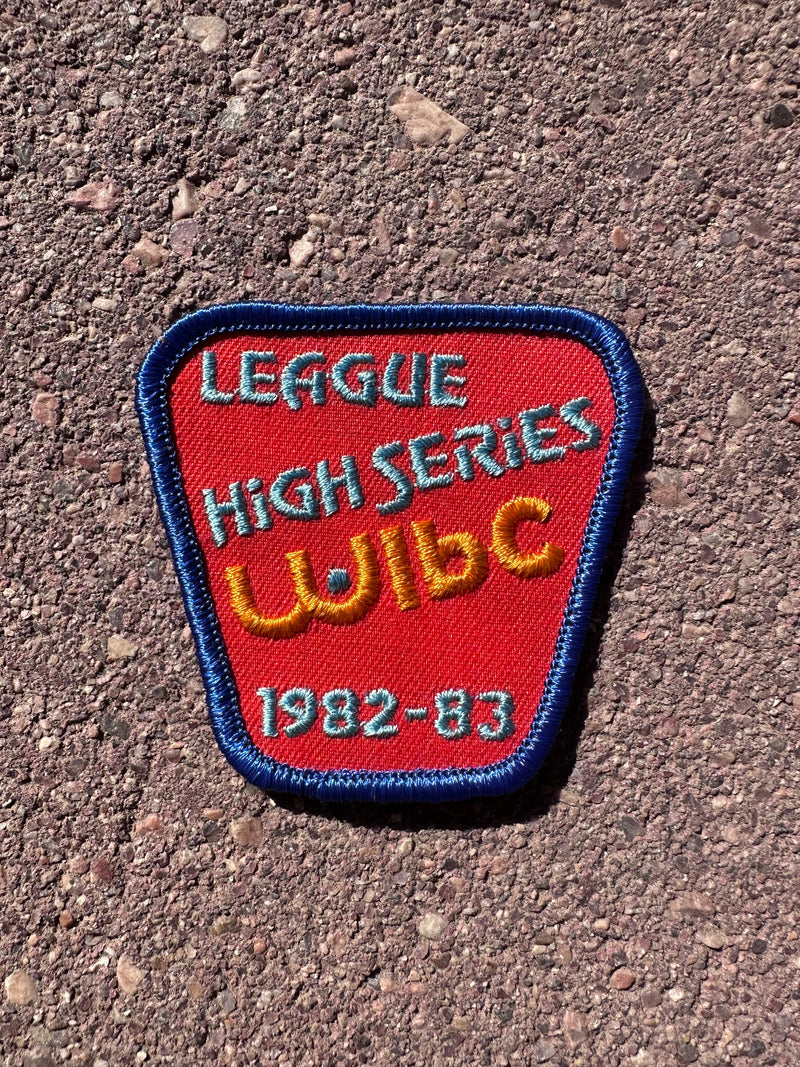 LEAGUE
HiGH SERiES
WIbC
1982-83